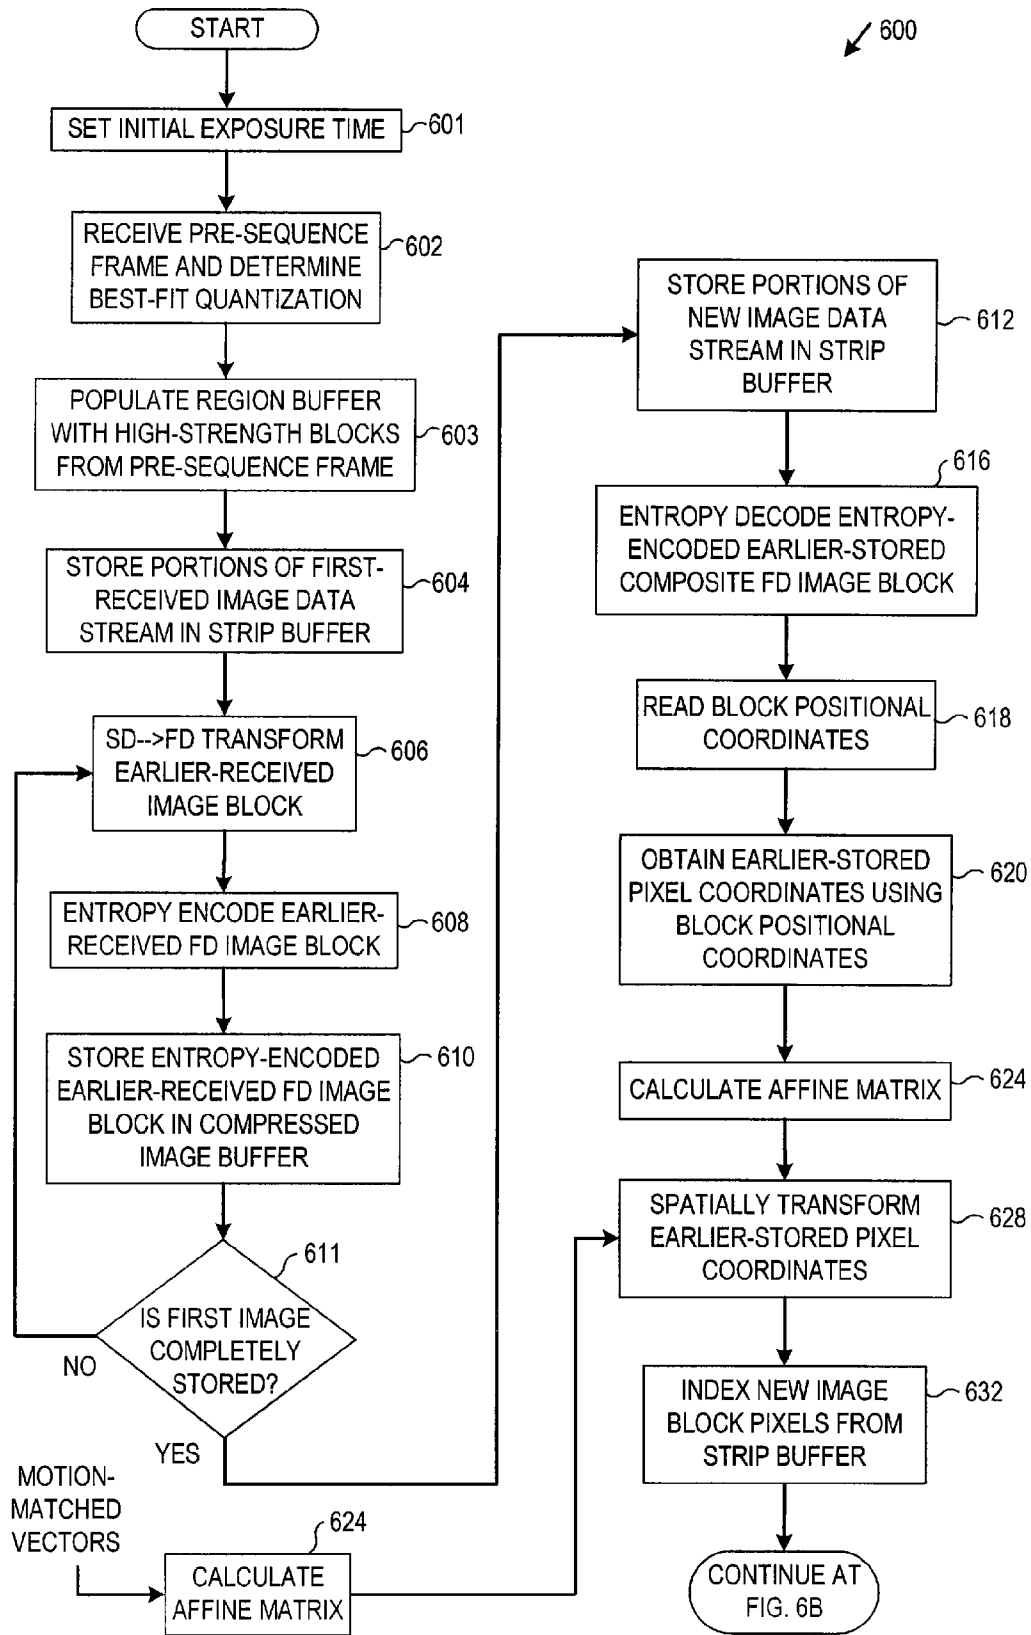 START
600
SET INITIAL EXPOSURE TIME
601
RECEIVE PRE-SEQUENCE
FRAME AND DETERMINE
BEST-FIT QUANTIZATION
602
POPULATE REGION BUFFER
WITH HIGH-STRENGTH BLOCKS
FROM PRE-SEQUENCE FRAME
603
STORE PORTIONS OF FIRST-
RECEIVED IMAGE DATA
STREAM IN STRIP BUFFER
604
SD-->FD TRANSFORM
EARLIER-RECEIVED
IMAGE BLOCK
606
ENTROPY ENCODE EARLIER-
RECEIVED FD IMAGE BLOCK
608
STORE ENTROPY-ENCODED
EARLIER-RECEIVED FD IMAGE
BLOCK IN COMPRESSED
IMAGE BUFFER
610
611
IS FIRST IMAGE
COMPLETELY
STORED?
NO
YES
MOTION-
MATCHED
VECTORS
624
CALCULATE
AFFINE MATRIX
STORE PORTIONS OF
NEW IMAGE DATA
STREAM IN STRIP
BUFFER
612
616
ENTROPY DECODE ENTROPY-
ENCODED EARLIER-STORED
COMPOSITE FD IMAGE BLOCK
READ BLOCK POSITIONAL
COORDINATES
618
OBTAIN EARLIER-STORED
PIXEL COORDINATES USING
BLOCK POSITIONAL
COORDINATES
620
CALCULATE AFFINE MATRIX
624
SPATIALLY TRANSFORM
EARLIER-STORED PIXEL
COORDINATES
628
INDEX NEW IMAGE
BLOCK PIXELS FROM
STRIP BUFFER
632
CONTINUE AT
FIG. 6B